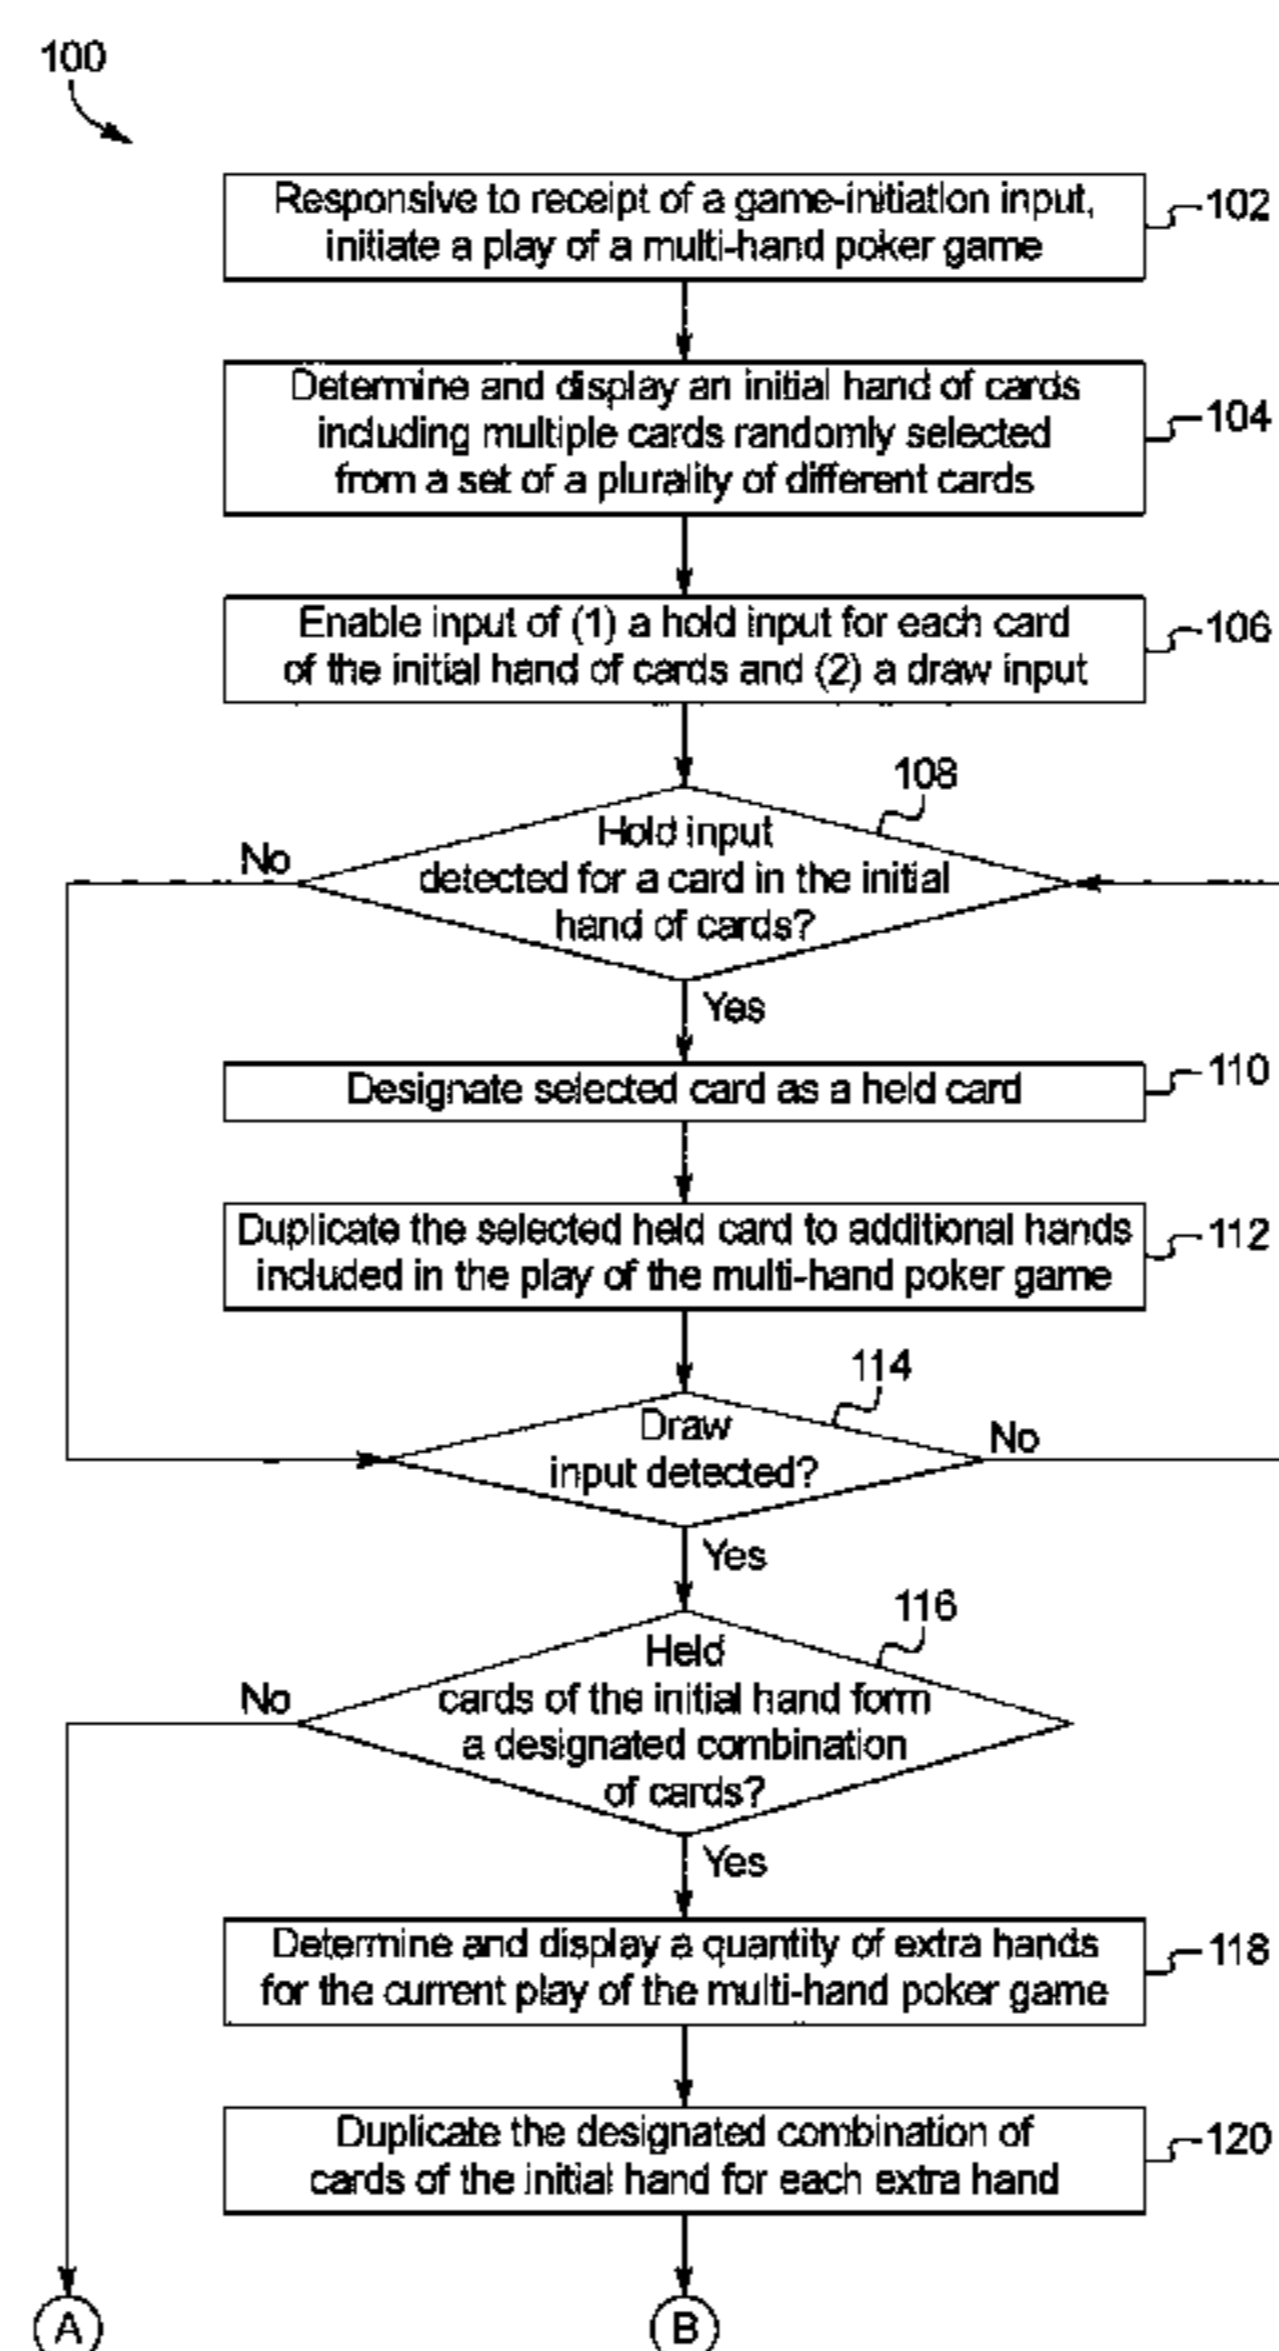 100
Responsive to receipt of a game-initiation input,
initiate a play of a multi-hand poker game
102
Determine and display an initial hand of cards
including multiple cards randomly selected
from a set of a plurality of different cards
104
Enable input of (1) a hold input for each card
of the initial hand of cards and (2) a draw input
106
108
Hold input
detected for a card in the initial
hand of cards?
No
Yes
Designate selected card as a held card
110
Duplicate the selected held card to additional hands
included in the play of the multi-hand poker game
112
114
Draw
input detected?
No
Yes
116
Held
cards of the initial hand form
a designated combination
of cards?
No
Yes
Determine and display a quantity of extra hands
for the current play of the multi-hand poker game
118
Duplicate the designated combination of
cards of the initial hand for each extra hand
120
A
B